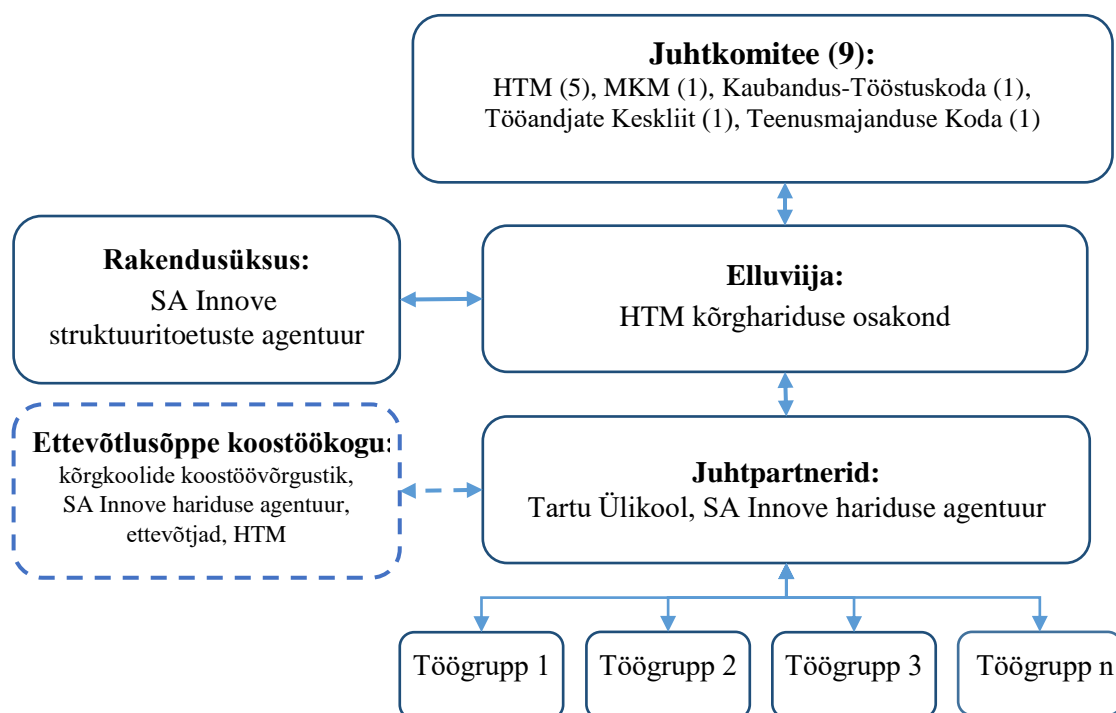 Juhtkomitee (9):
HTM (5), MKM (1), Kaubandus-Tööstuskoda (1),
Tööandjate Keskliit (1), Teenusmajanduse Koda (1)
Rakendusüksus:
SA Innove
struktuuritoetuste agentuur
Elluviija:
HTM kõrghariduse osakond
Ettevõtlusõppe koostöökogu:
kõrgkoolide koostöövõrgustik,
SA Innove hariduse agentuur,
ettevõtjad, HTM
Juhtpartnerid:
Tartu Ülikool, SA Innove hariduse agentuur
Töögrupp 1
Töögrupp 2
Töögrupp 3
Töögrupp n